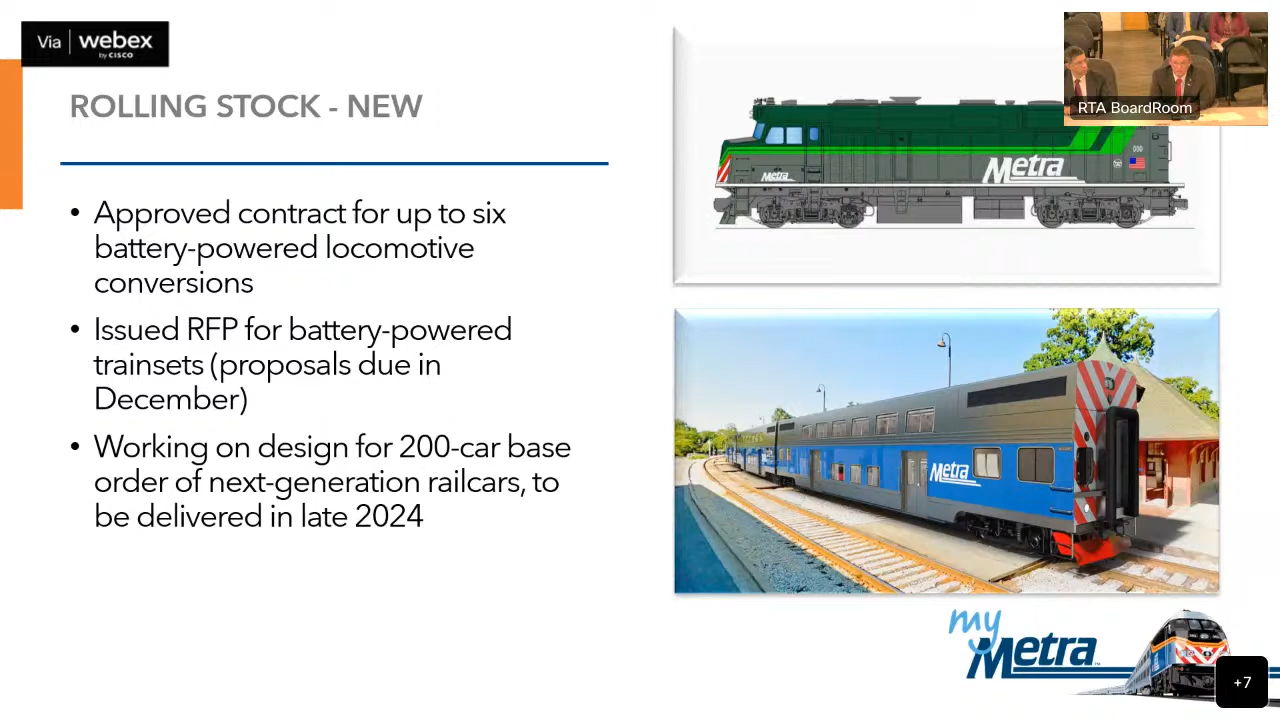 Via webex
by CISCO
ROLLING STOCK - NEW
• Approved contract for up to six
battery-powered locomotive
conversions
• Issued RFP for battery-powered
trainsets (proposals due in
December)
• Working on design for 200-car base
order of next-generation railcars, to
be delivered in late 2024
RTA BoardRoom
Metra
Metra
Metra
my
Metra
+7